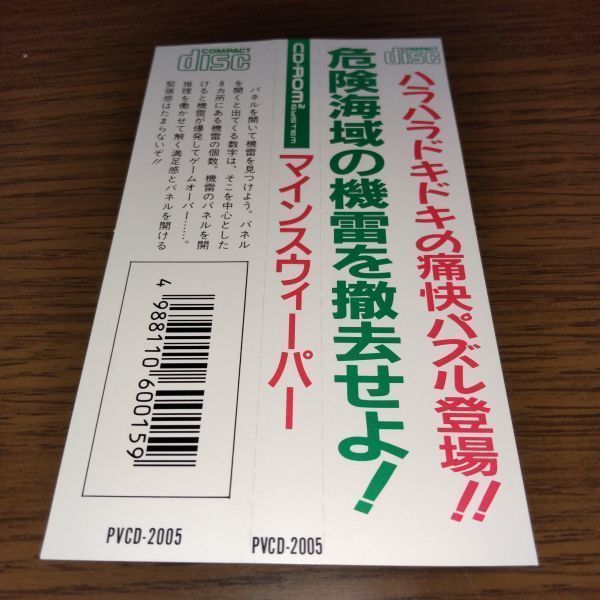 COMPACT
disc
ハラハラドキドキの痛快パズル登場!!
危険海域の機雷を撤去せよ!
CD-ROM² SYSTEM
マインスウィーパー
PVCD-2005
COMPACT
disc
パネルを開いて機雷を見つけよう。パネル
を開くと出てくる数字は、そこを中心とした
8カ所にある機雷の個数。機雷のパネルを開
けると機雷が爆発してゲームオーバー……。
推理を働かせて解く満足感とパネルを開ける
緊張感はたまらないぞ!!
4 988110 600159
PVCD-2005